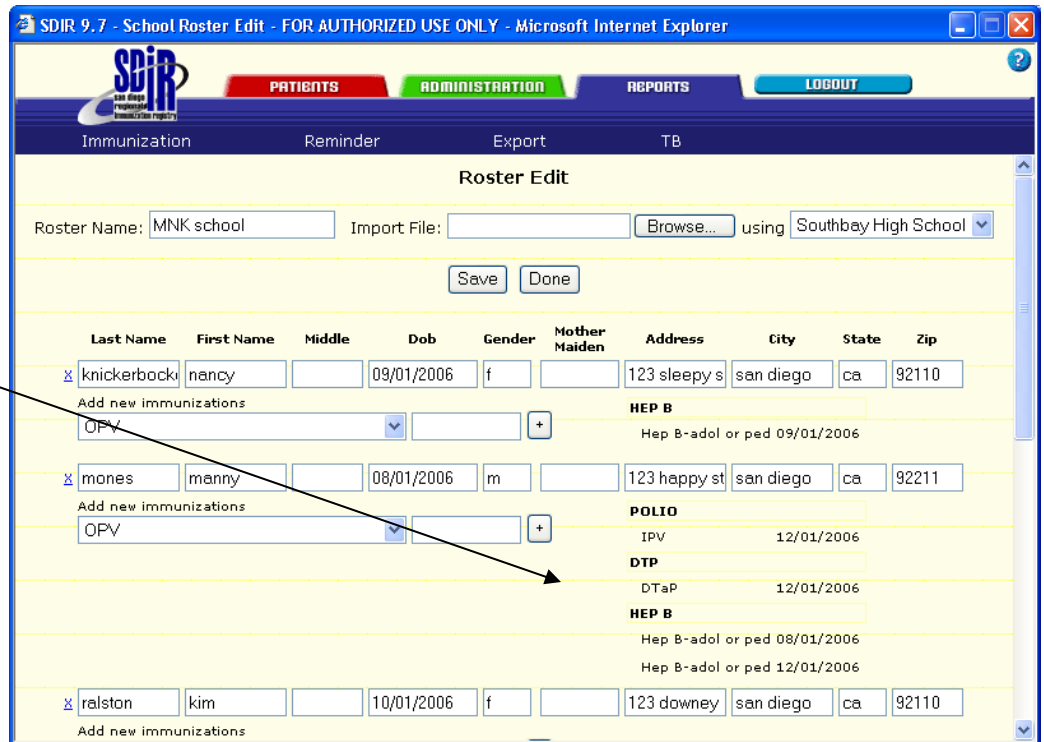 SDIR 9.7 - School Roster Edit - FOR AUTHORIZED USE ONLY - Microsoft Internet Explorer
SDIR
san diego
regional
immunization registry
PATIENTS ADMINISTRATION REPORTS LOGOUT
?
Immunization Reminder Export TB
Roster Edit
Roster Name: MNK school Import File: Browse... using Southbay High School
Save Done
Last Name First Name Middle Dob Gender Mother Maiden Address City State Zip
x knickerbock nancy 09/01/2006 f 123 sleepy s san diego ca 92110
Add new immunizations
OPV +
HEP B
Hep B-adol or ped 09/01/2006
x mones manny 08/01/2006 m 123 happy st san diego ca 92211
Add new immunizations
OPV +
POLIO
IPV 12/01/2006
DTP
DTaP 12/01/2006
HEP B
Hep B-adol or ped 08/01/2006
Hep B-adol or ped 12/01/2006
x ralston kim 10/01/2006 f 123 downey san diego ca 92110
Add new immunizations